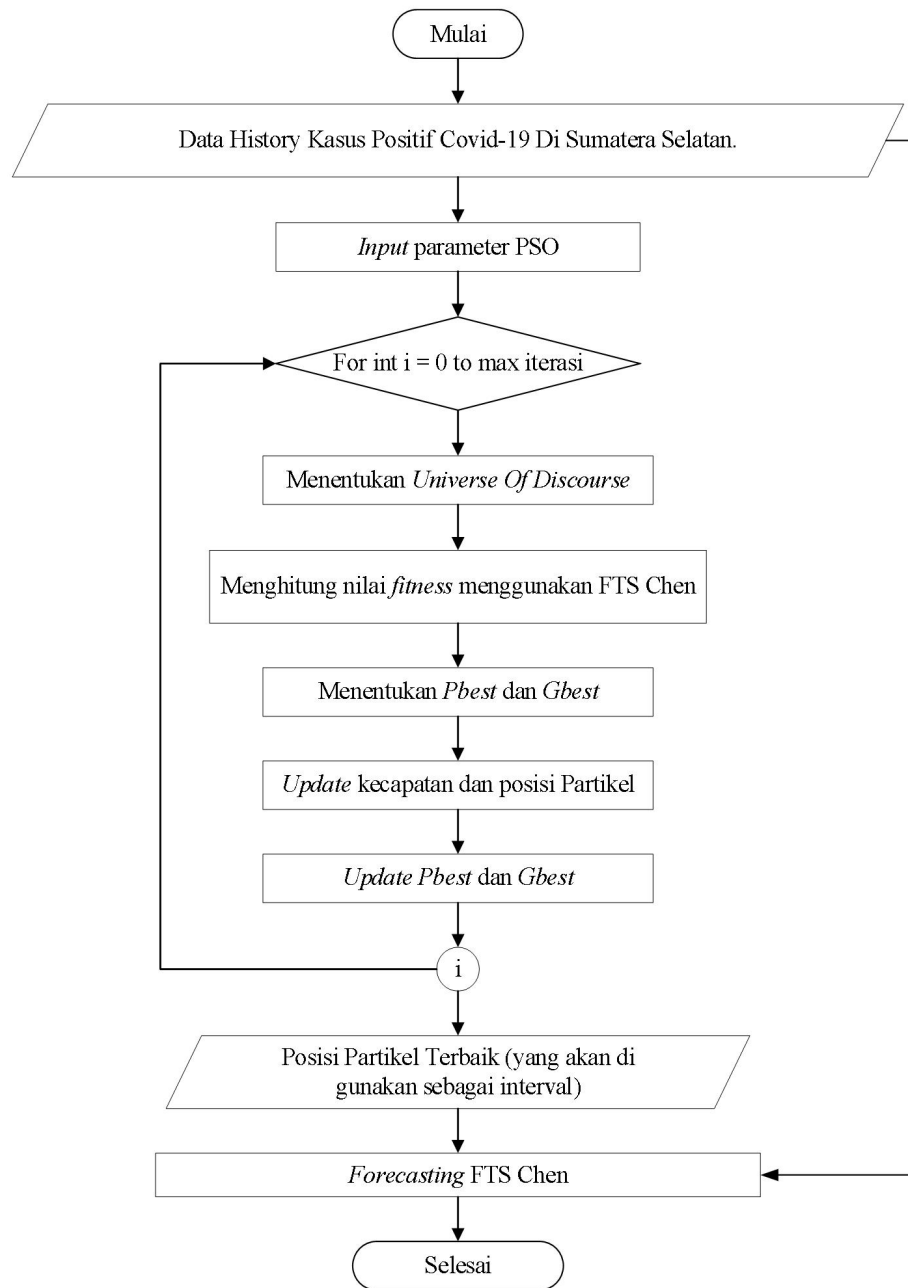 Mulai
Data History Kasus Positif Covid-19 Di Sumatera Selatan.
Input parameter PSO
For int i = 0 to max iterasi
Menentukan Universe Of Discourse
Menghitung nilai fitness menggunakan FTS Chen
Menentukan Pbest dan Gbest
Update kecapatan dan posisi Partikel
Update Pbest dan Gbest
i
Posisi Partikel Terbaik (yang akan di
gunakan sebagai interval)
Forecasting FTS Chen
Selesai